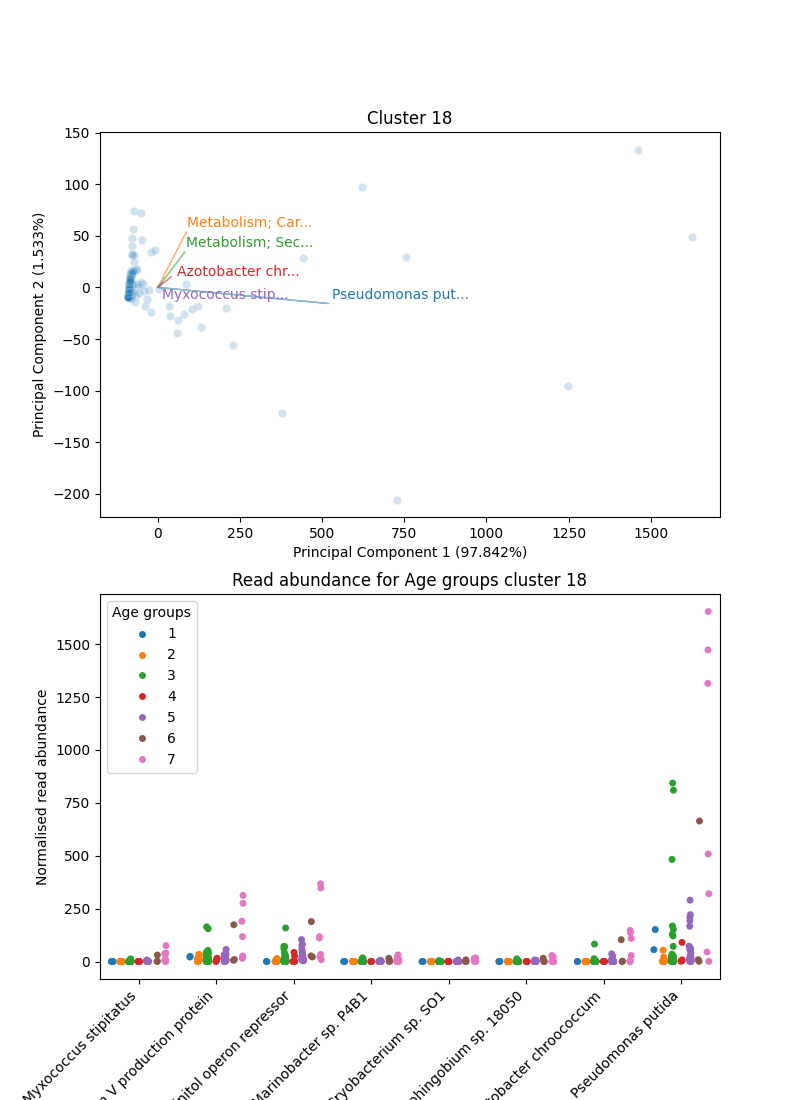 Cluster 18
150
100
50
0
−50
−100
−150
−200
Principal Component 2 (1.533%)
Metabolism; Car...
Metabolism; Sec...
Azotobacter chr...
Myxococcus stip...
Pseudomonas put...
0 250 500 750 1000 1250 1500
Principal Component 1 (97.842%)
Read abundance for Age groups cluster 18
Normalised read abundance
1500
1250
1000
750
500
250
0
Age groups
1
2
3
4
5
6
7
Myxococcus stipitatus
V production protein
operon repressor
Marinobacter sp. P4B1
Cryobacterium sp. SO1
sp. 18050
chroococcum
Pseudomonas putida